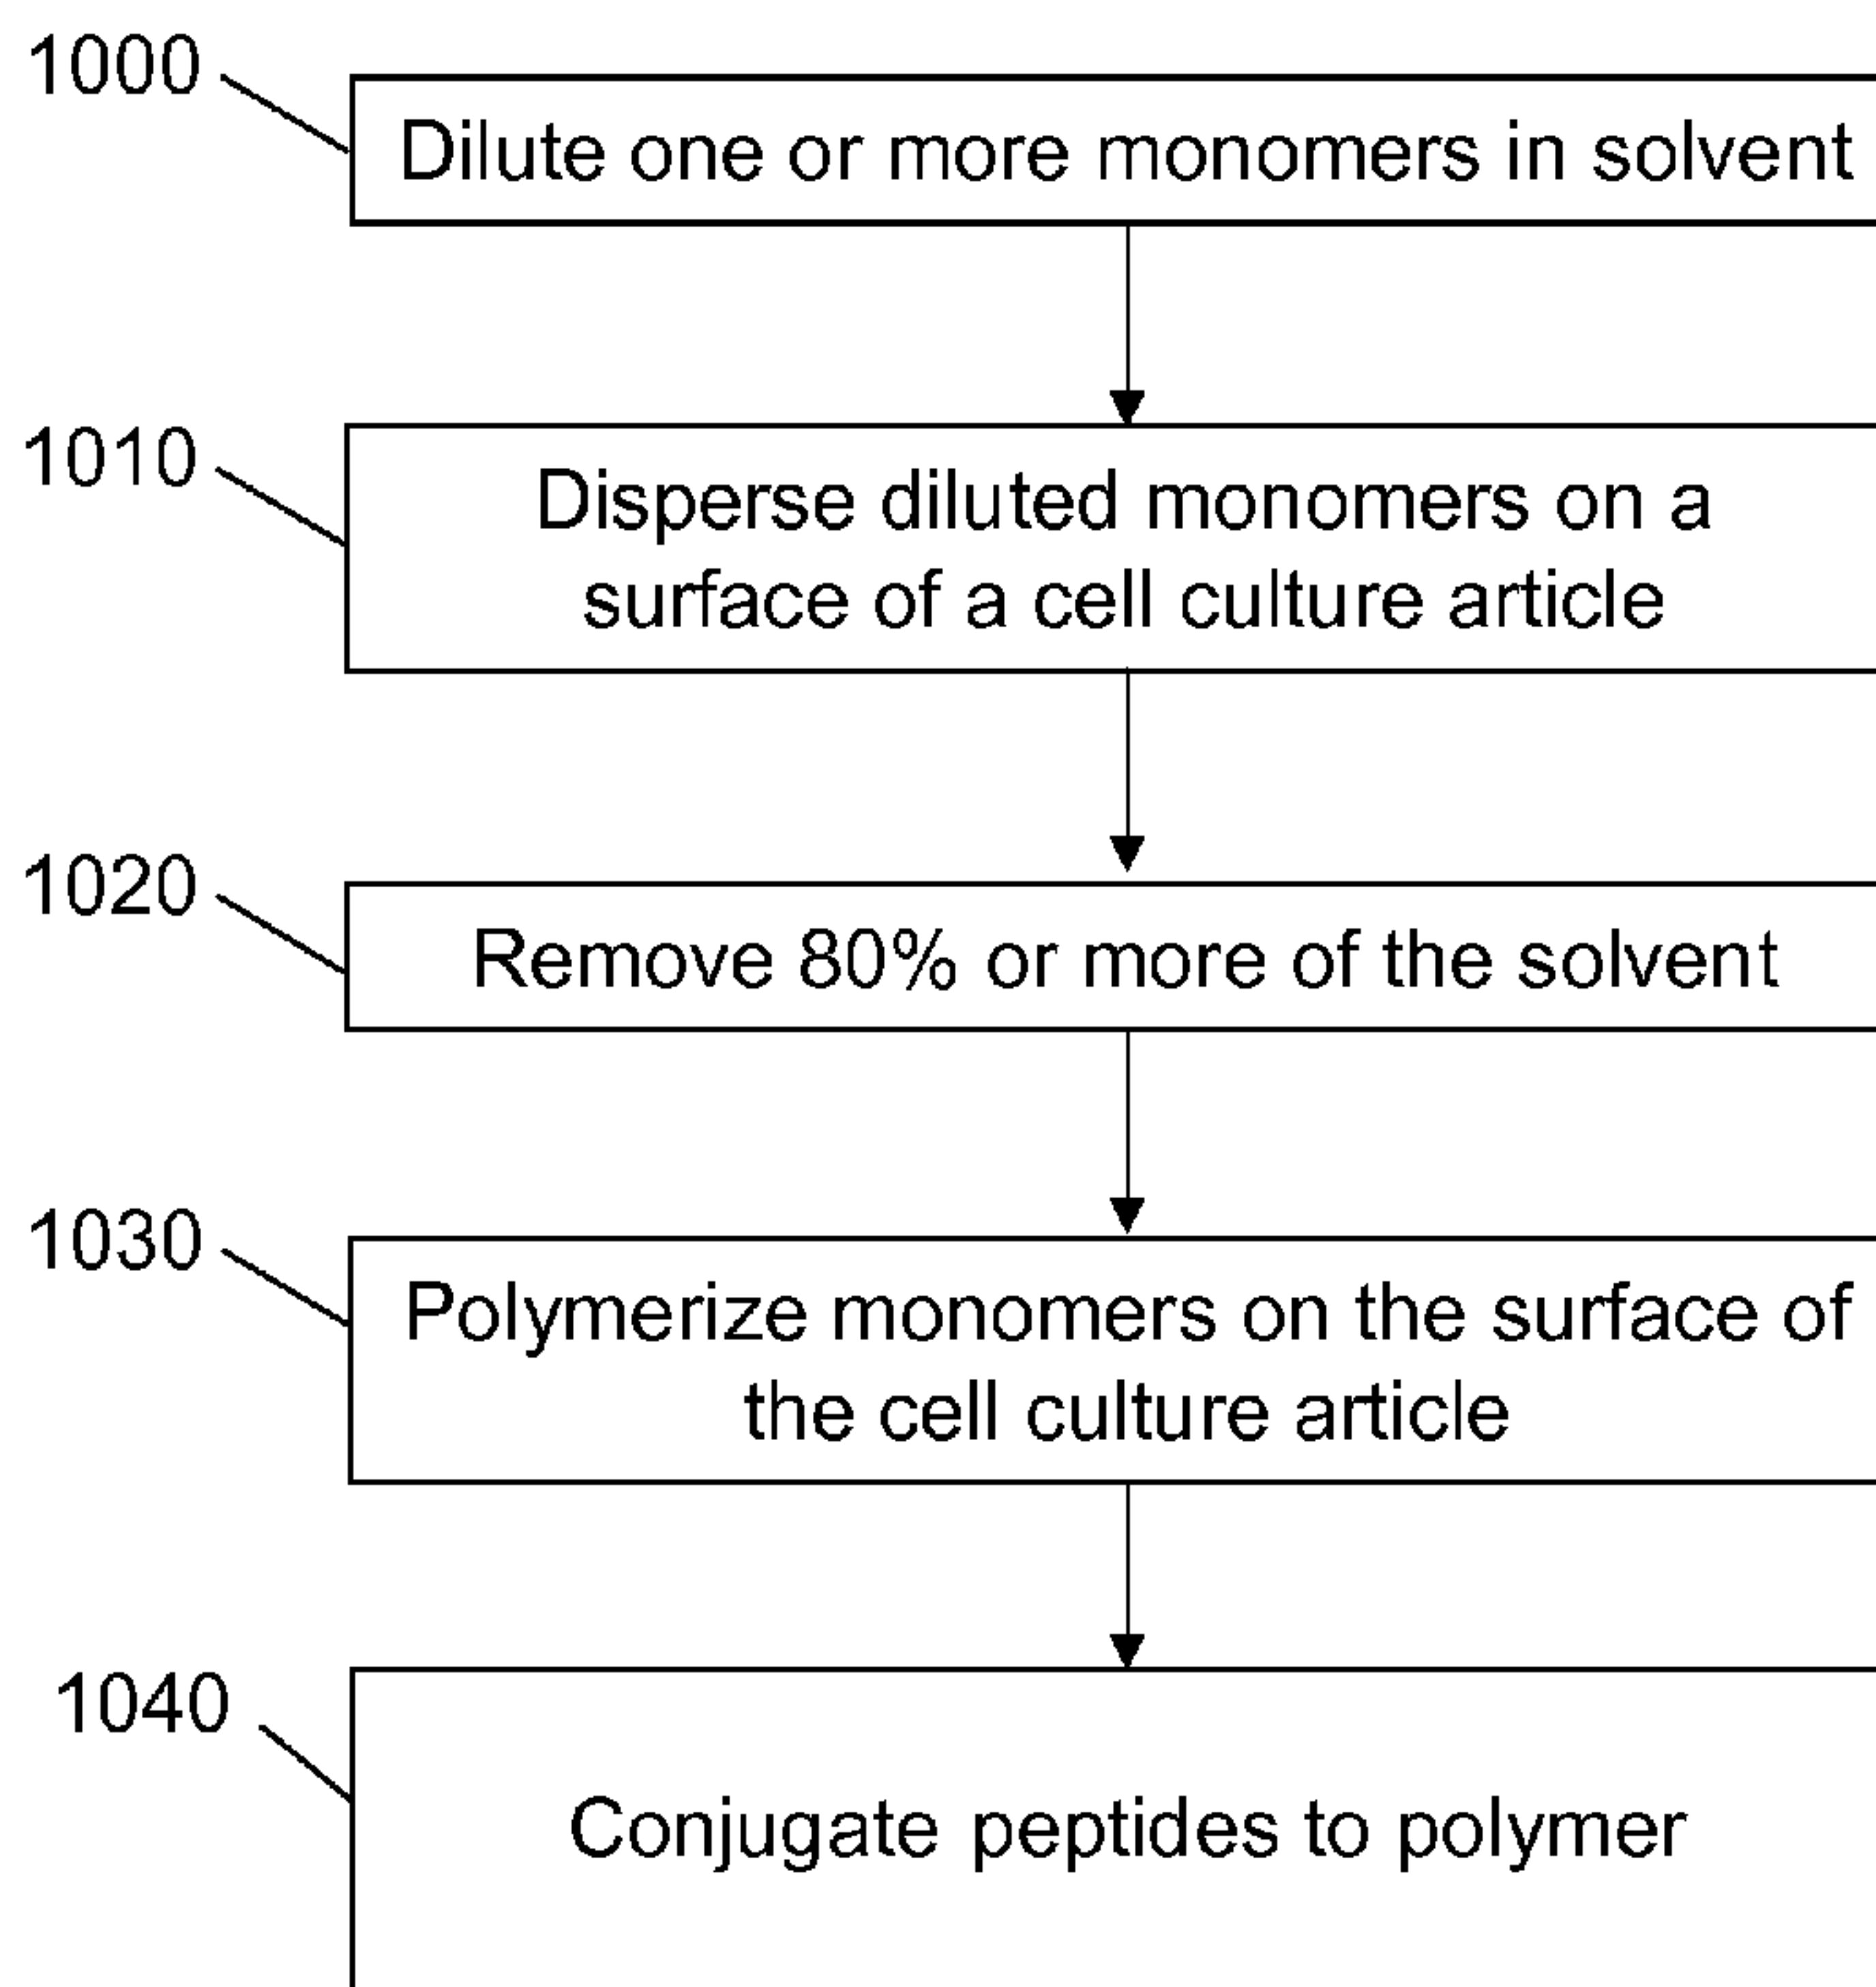 1000
Dilute one or more monomers in solvent
1010
Disperse diluted monomers on a
surface of a cell culture article
1020
Remove 80% or more of the solvent
1030
Polymerize monomers on the surface of
the cell culture article
1040
Conjugate peptides to polymer